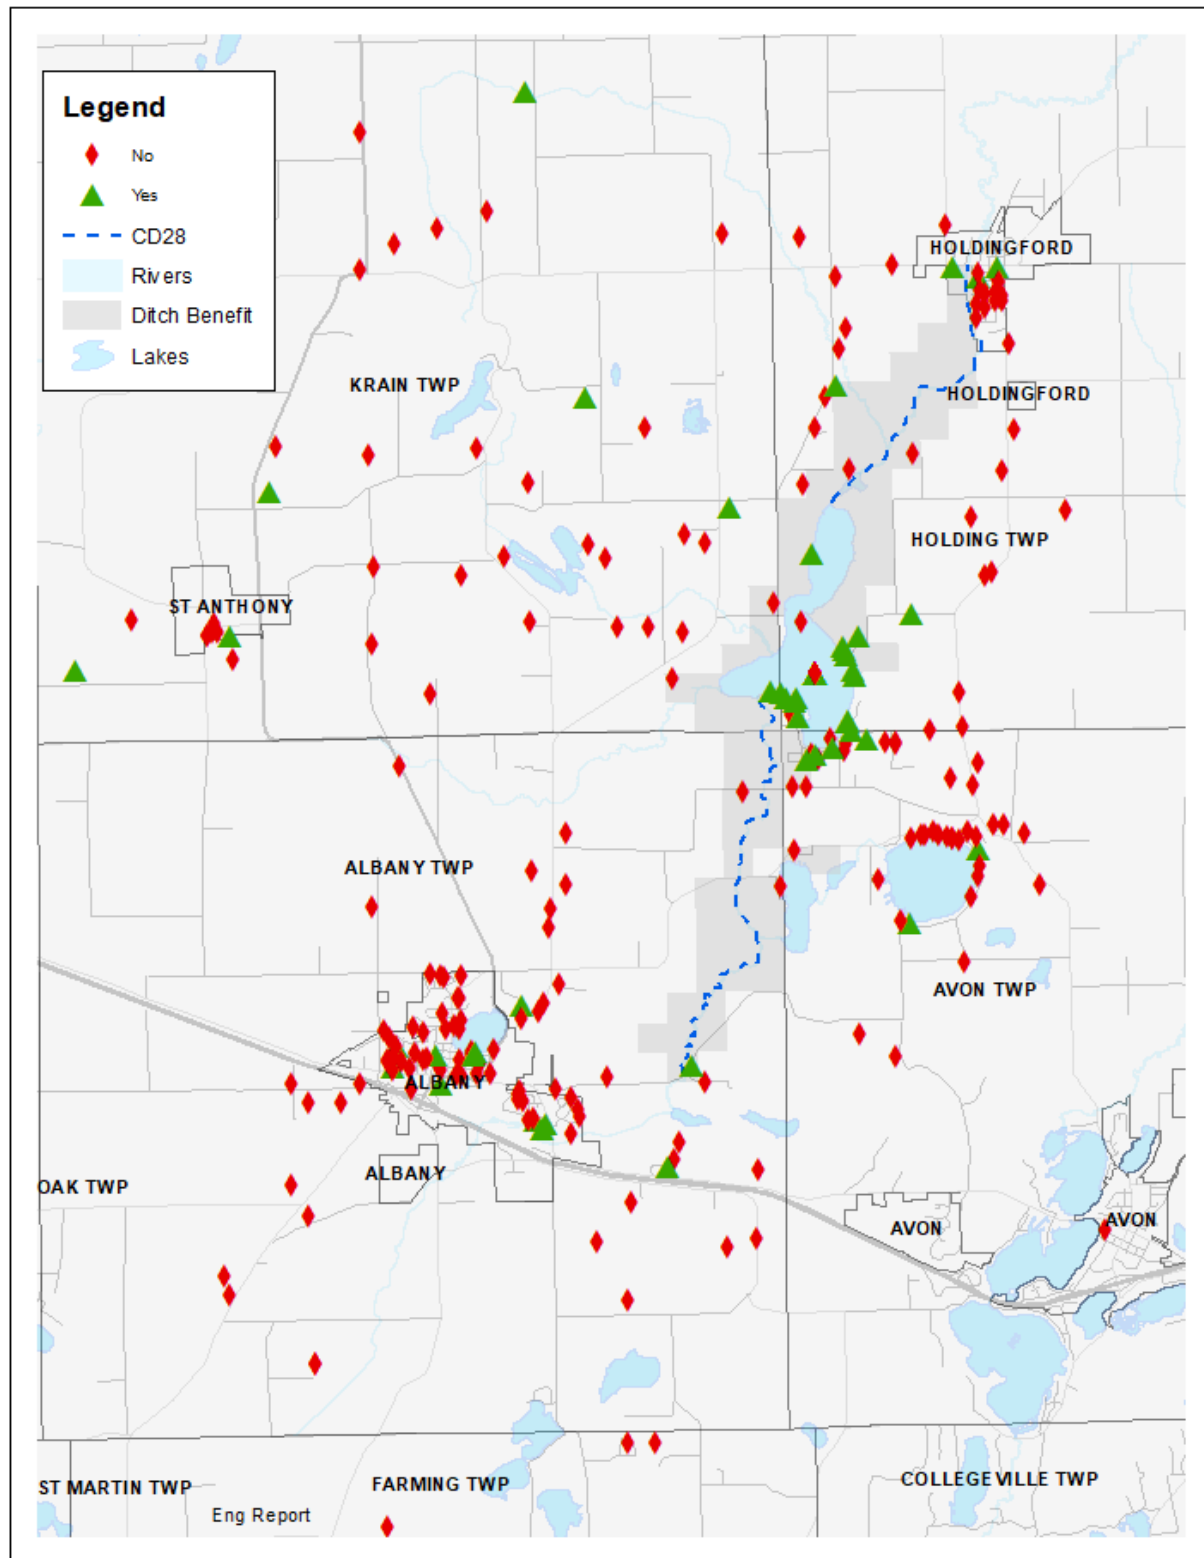 Legend
No
Yes
CD28
Rivers
Ditch Benefit
Lakes
HOLDINGFORD
KRAIN TWP
HOLDINGFORD
HOLDING TWP
ST ANTHONY
ALBANY TWP
AVON TWP
ALBANY
ALBANY
OAK TWP
AVON
AVON
ST MARTIN TWP
FARMING TWP
COLLEGEVILLE TWP
Eng Report